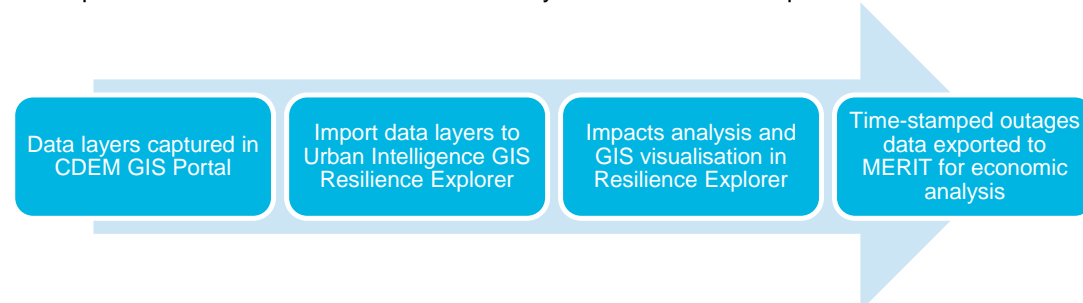 Data layers captured in
CDEM GIS Portal
Import data layers to
Urban Intelligence GIS
Resilience Explorer
Impacts analysis and
GIS visualisation in
Resilience Explorer
Time-stamped outages
data exported to
MERIT for economic
analysis